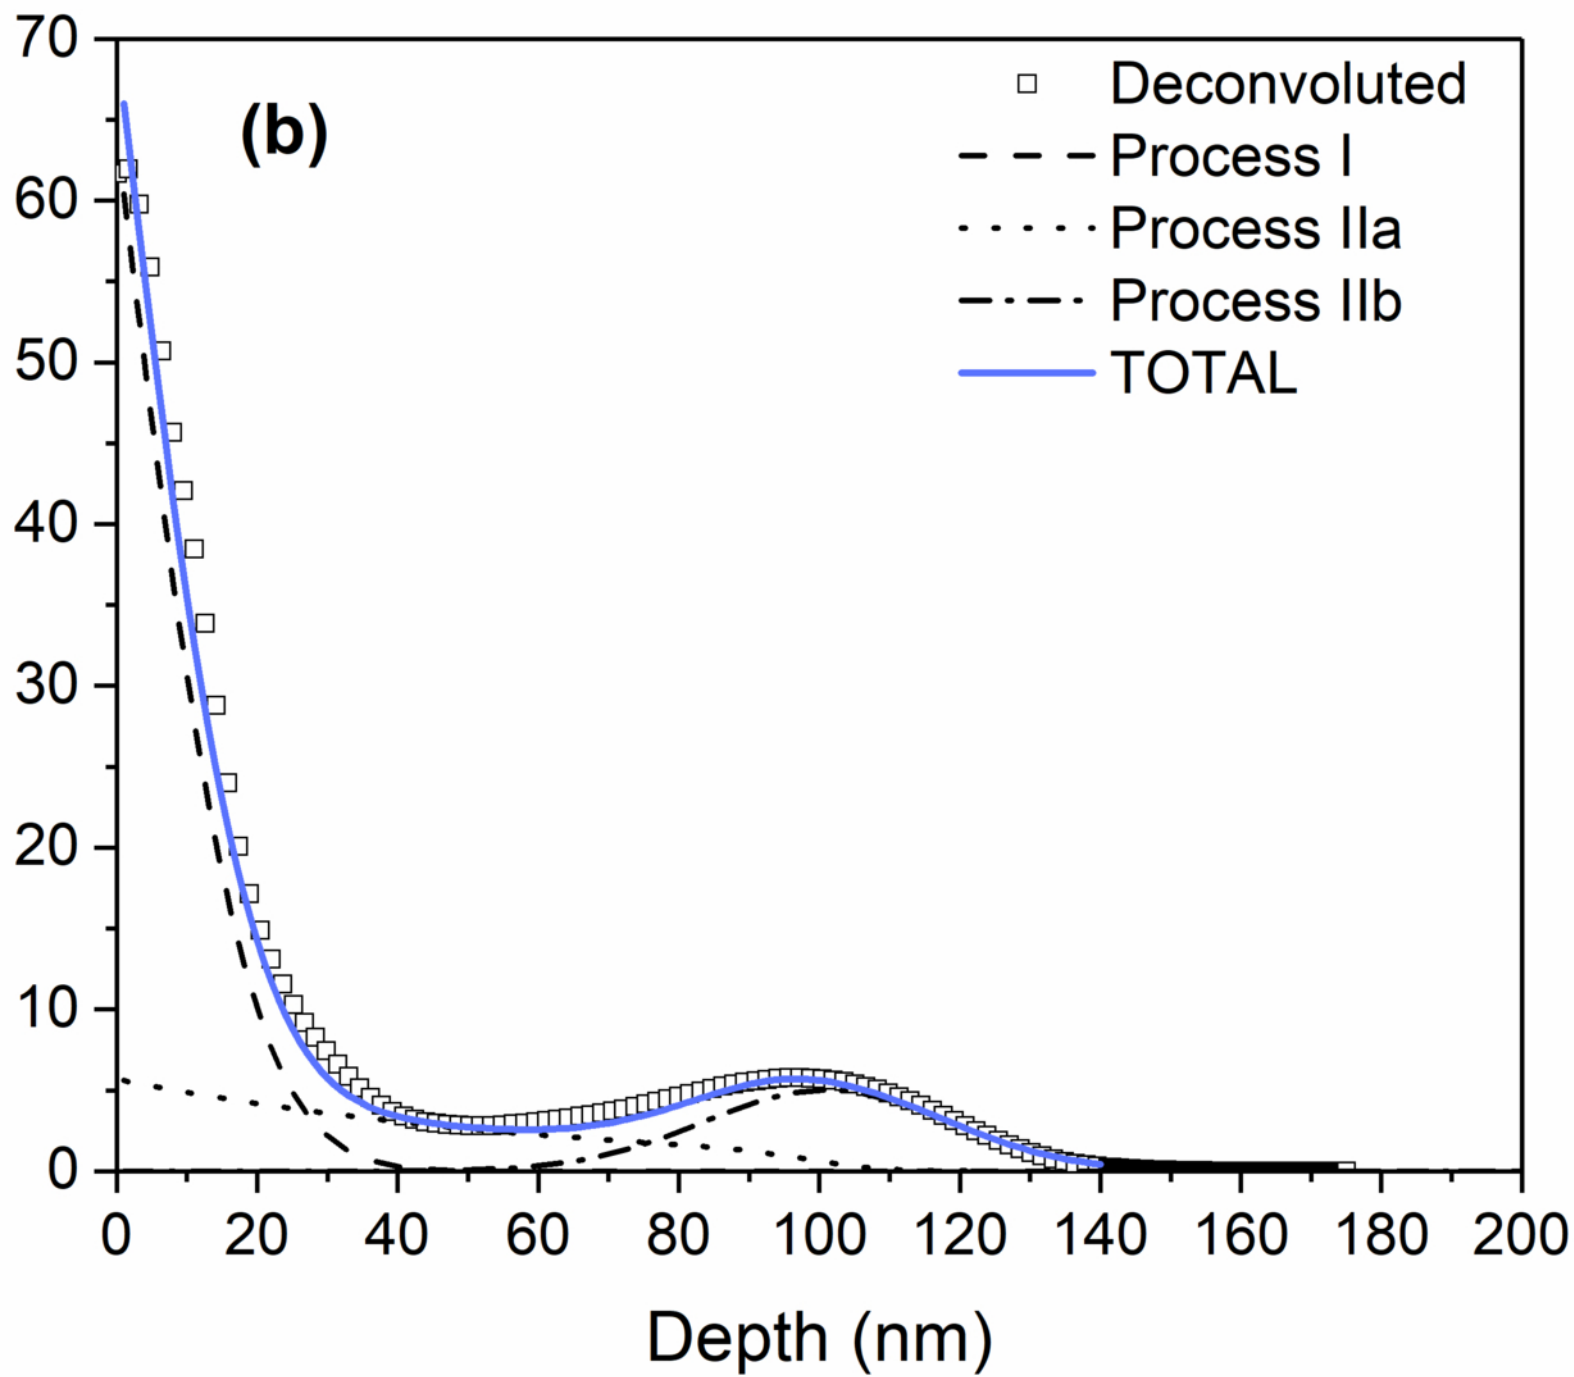 70
(b)
Deconvoluted
Process I
60
Process IIa
Process IIb
50
TOTAL
40
30
20
10
0
0 20 40 60 80 100 120 140 160 180 200
Depth (nm)